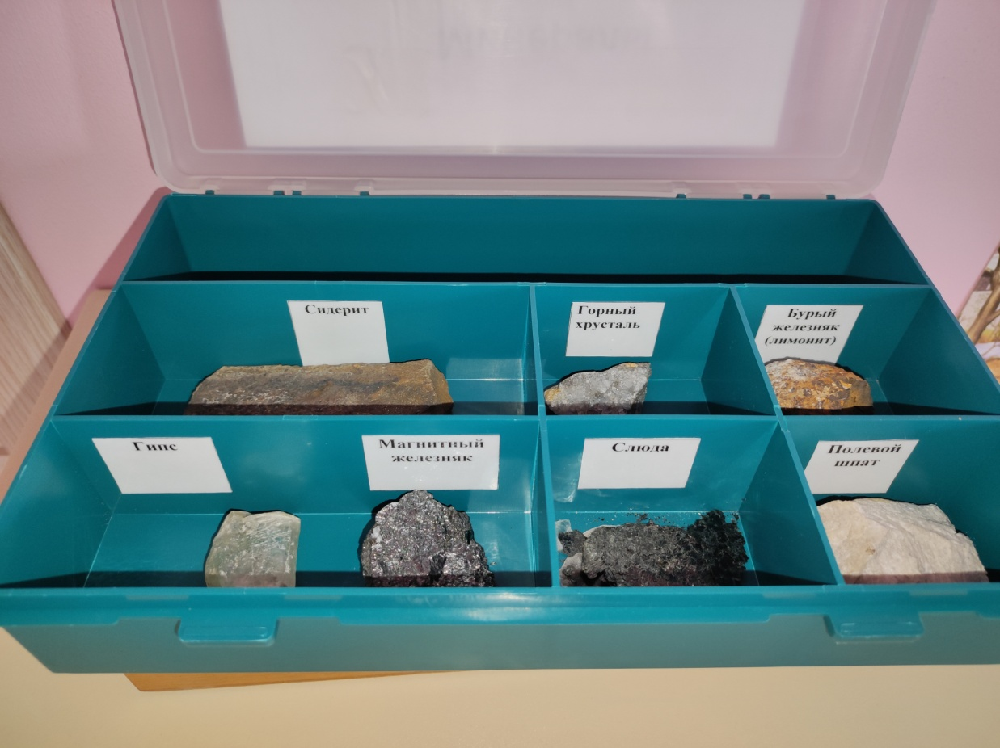 Сидерит
Горный
хрусталь
Бурый
железняк
(лимонит)
Гипс
Магнитный
железняк
Слюда
Полевой
шпат